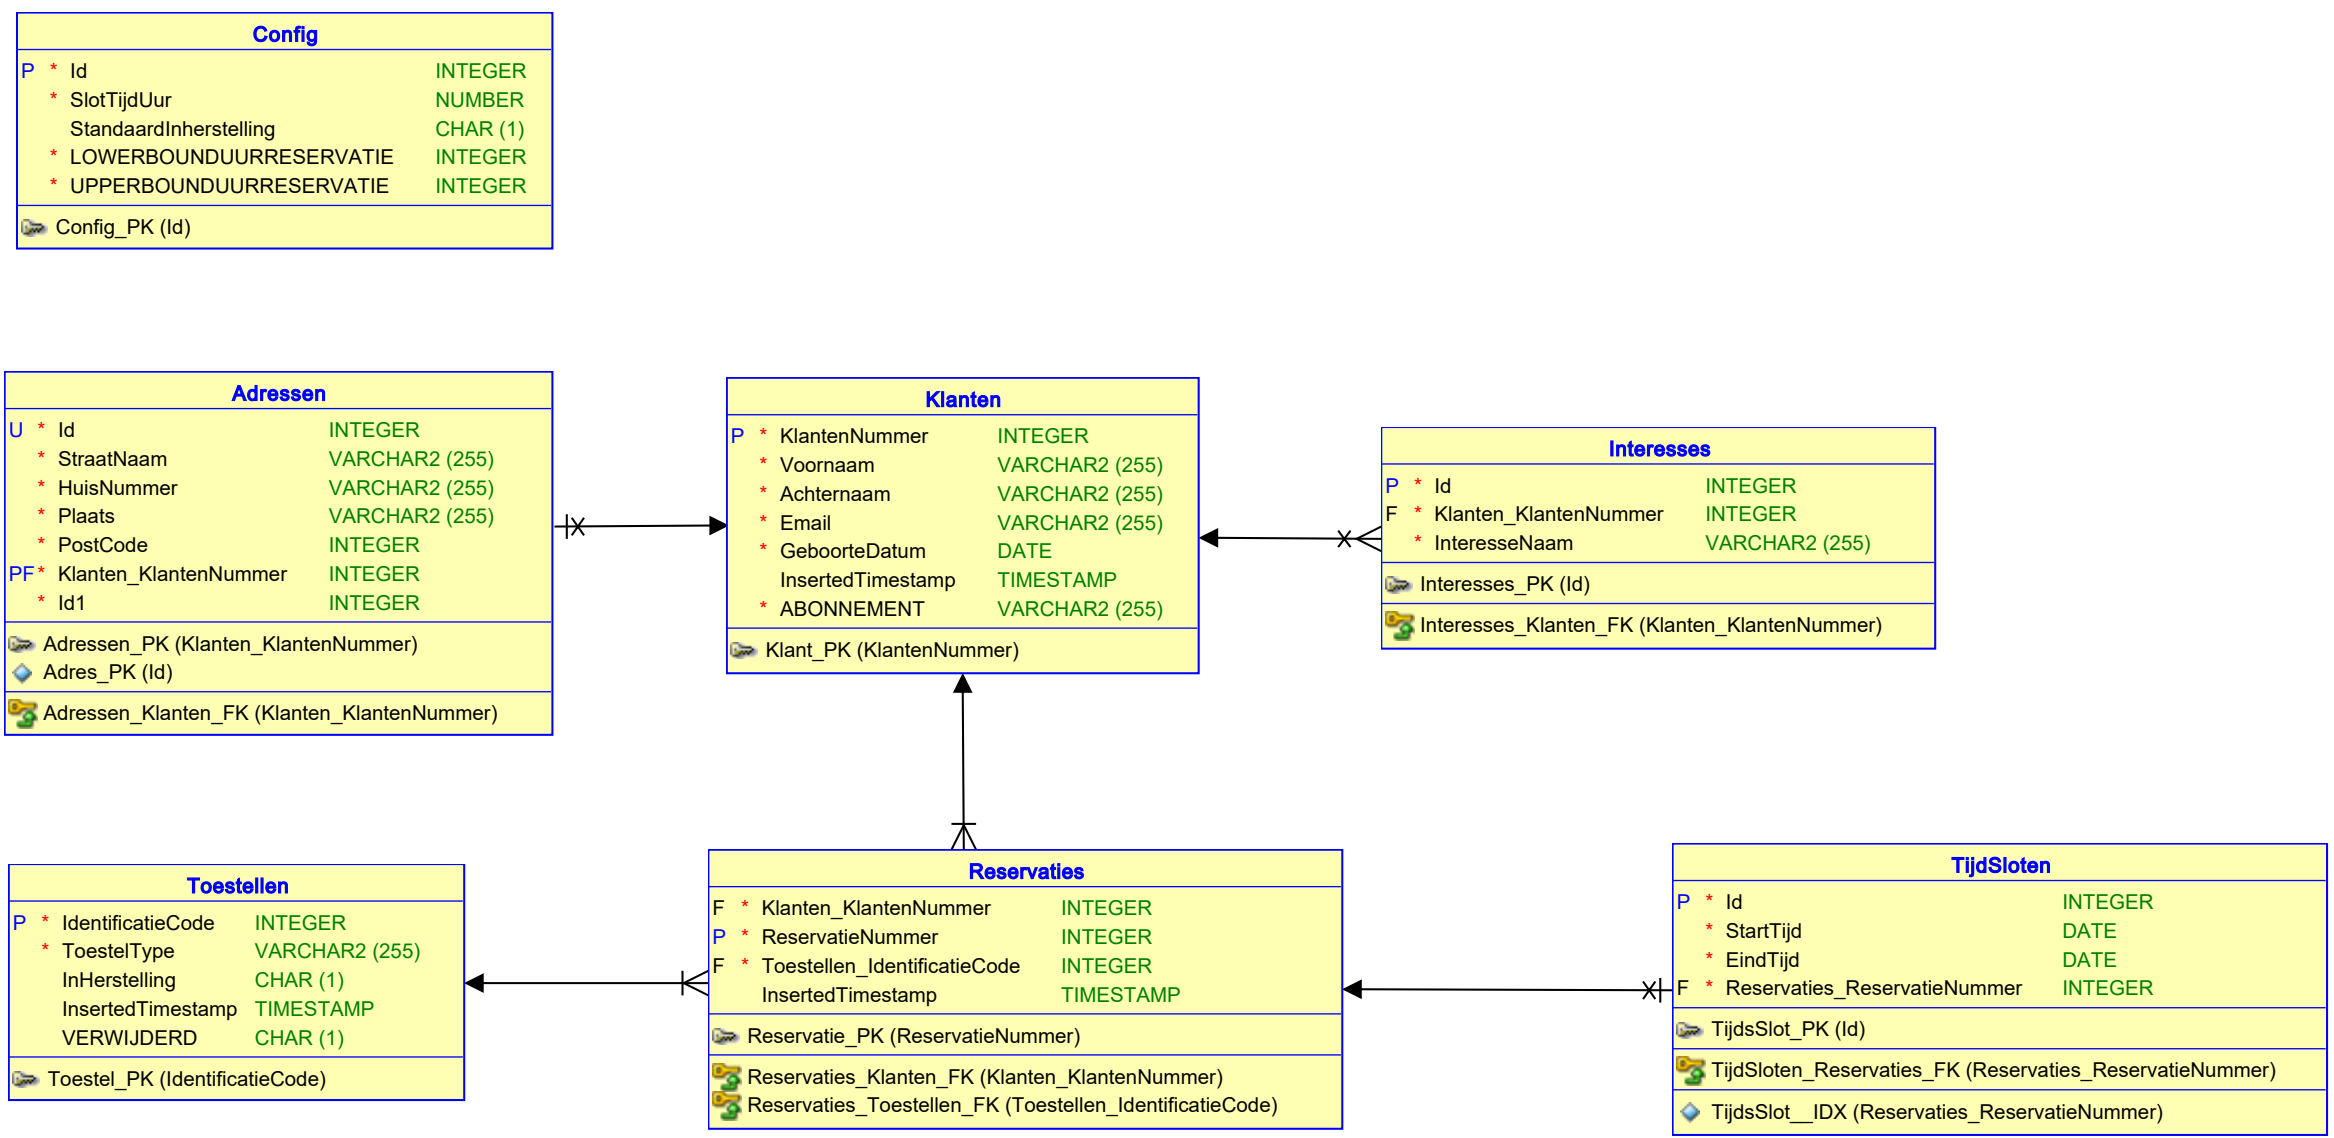 Config
P * Id INTEGER
* SlotTijdUur NUMBER
StandaardInherstelling CHAR (1)
* LOWERBOUNDUURRESERVATIE INTEGER
* UPPERBOUNDUURRESERVATIE INTEGER
Config_PK (Id)
Adressen
U * Id INTEGER
* StraatNaam VARCHAR2 (255)
* HuisNummer VARCHAR2 (255)
* Plaats VARCHAR2 (255)
* PostCode INTEGER
PF * Klanten_KlantenNummer INTEGER
* Id1 INTEGER
Adressen_PK (Klanten_KlantenNummer)
Adres_PK (Id)
Adressen_Klanten_FK (Klanten_KlantenNummer)
Klanten
P * KlantenNummer INTEGER
* Voornaam VARCHAR2 (255)
* Achternaam VARCHAR2 (255)
* Email VARCHAR2 (255)
* GeboorteDatum DATE
InsertedTimestamp TIMESTAMP
* ABONNEMENT VARCHAR2 (255)
Klant_PK (KlantenNummer)
Interesses
P * Id INTEGER
F * Klanten_KlantenNummer INTEGER
* InteresseNaam VARCHAR2 (255)
Interesses_PK (Id)
Interesses_Klanten_FK (Klanten_KlantenNummer)
Toestellen
P * IdentificatieCode INTEGER
* ToestelType VARCHAR2 (255)
InHerstelling CHAR (1)
InsertedTimestamp TIMESTAMP
VERWIJDERD CHAR (1)
Toestel_PK (IdentificatieCode)
Reservaties
F * Klanten_KlantenNummer INTEGER
P * ReservatieNummer INTEGER
F * Toestellen_IdentificatieCode INTEGER
InsertedTimestamp TIMESTAMP
Reservatie_PK (ReservatieNummer)
Reservaties_Klanten_FK (Klanten_KlantenNummer)
Reservaties_Toestellen_FK (Toestellen_IdentificatieCode)
TijdSloten
P * Id INTEGER
* StartTijd DATE
* EindTijd DATE
F * Reservaties_ReservatieNummer INTEGER
TijdsSlot_PK (Id)
TijdSloten_Reservaties_FK (Reservaties_ReservatieNummer)
TijdsSlot__IDX (Reservaties_ReservatieNummer)